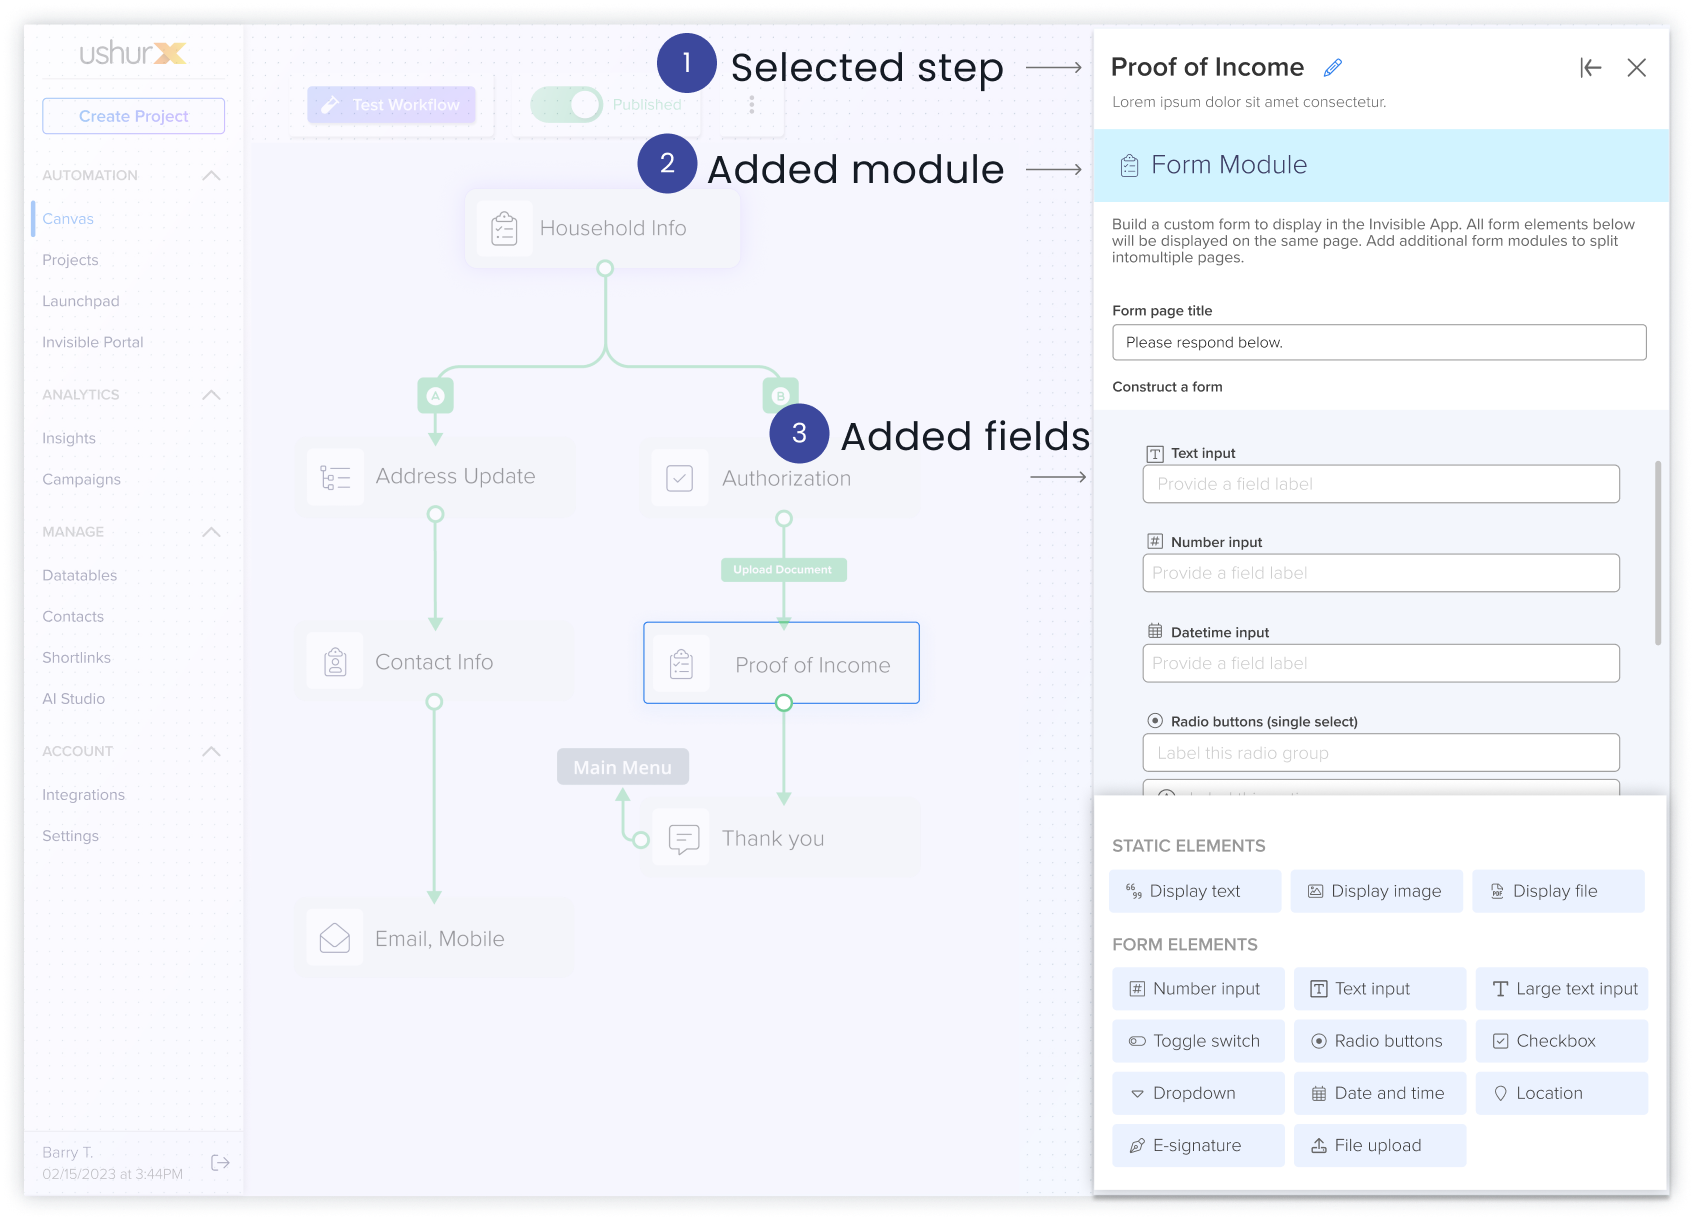 ushurX
Create Project
AUTOMATION
Canvas
Projects
Launchpad
Invisible Portal
ANALYTICS
Insights
Campaigns
MANAGE
Datatables
Contacts
Shortlinks
AI Studio
ACCOUNT
Integrations
Settings
Barry T.
02/15/2023 at 3:44PM
Test Workflow
Published
1 Selected step
2 Added module
3 Added fields
Household Info
A
B
Address Update
Authorization
Upload Document
Contact Info
Proof of Income
Main Menu
Thank you
Email, Mobile
Proof of Income
Lorem ipsum dolor sit amet consectetur.
Form Module
Build a custom form to display in the Invisible App. All form elements below
will be displayed on the same page. Add additional form modules to split
intomultiple pages.
Form page title
Please respond below.
Construct a form
Text input
Provide a field label
Number input
Provide a field label
Datetime input
Provide a field label
Radio buttons (single select)
Label this radio group
STATIC ELEMENTS
Display text
Display image
Display file
FORM ELEMENTS
Number input
Text input
Large text input
Toggle switch
Radio buttons
Checkbox
Dropdown
Date and time
Location
E-signature
File upload